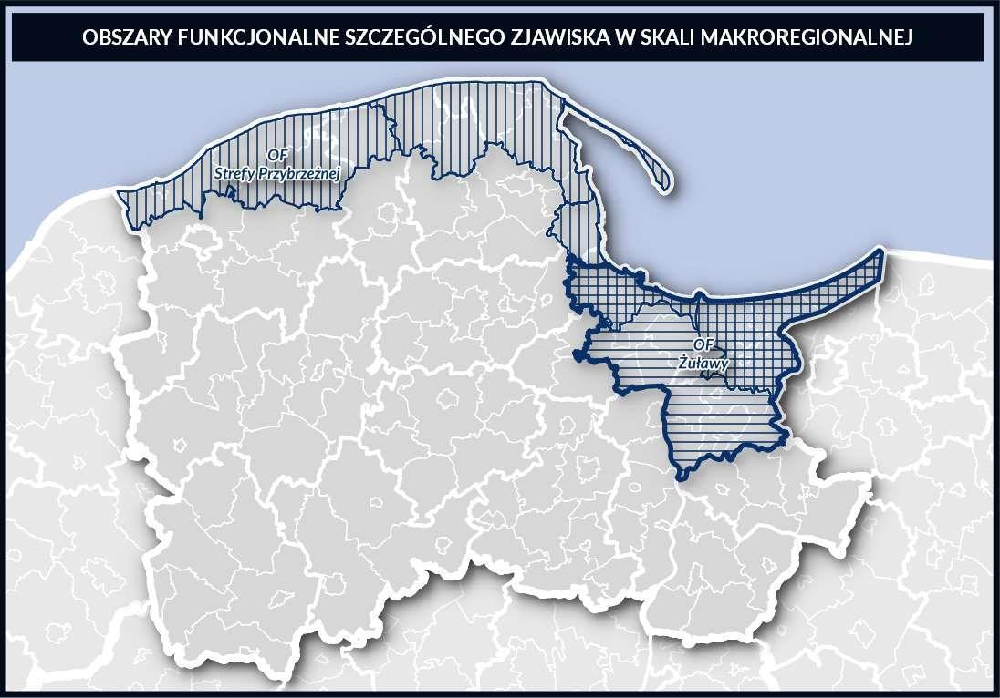 OBSZARY FUNKCJONALNE SZCZEGÓLNEGO ZJAWISKA W SKALI MAKROREGIONALNEJ
OF
Strefy Przybrzeżnej
OF
Żuławy